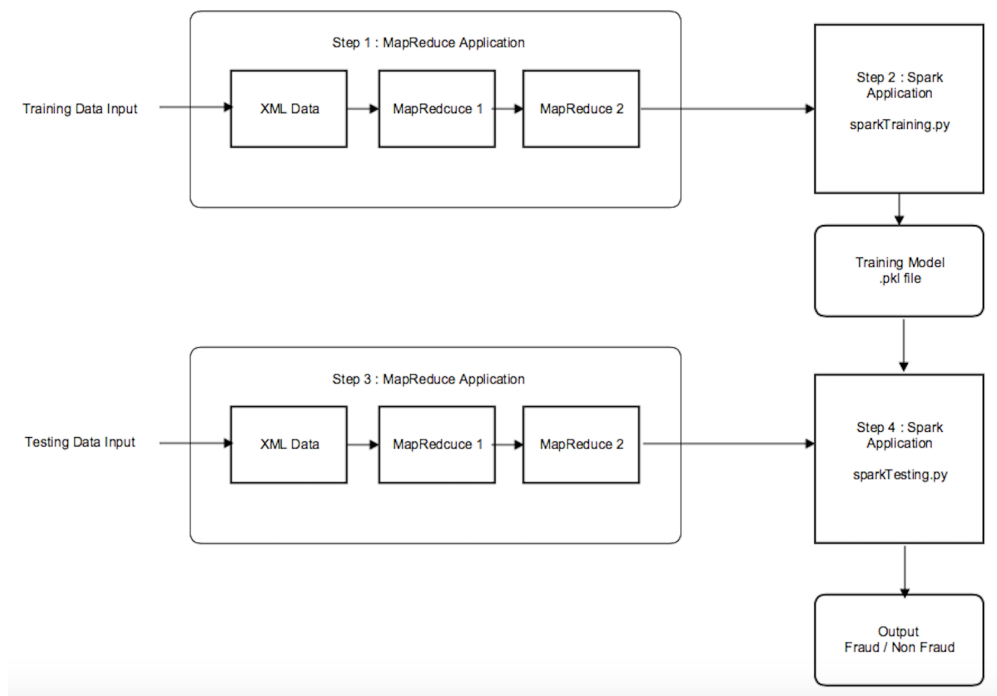 Step 1 : MapReduce Application
Training Data Input
XML Data
MapRedcuce 1
MapReduce 2
Step 2 : Spark
Application
sparkTraining.py
Training Model
.pkl file
Step 3 : MapReduce Application
Testing Data Input
XML Data
MapRedcuce 1
MapReduce 2
Step 4 : Spark
Application
sparkTesting.py
Output
Fraud / Non Fraud